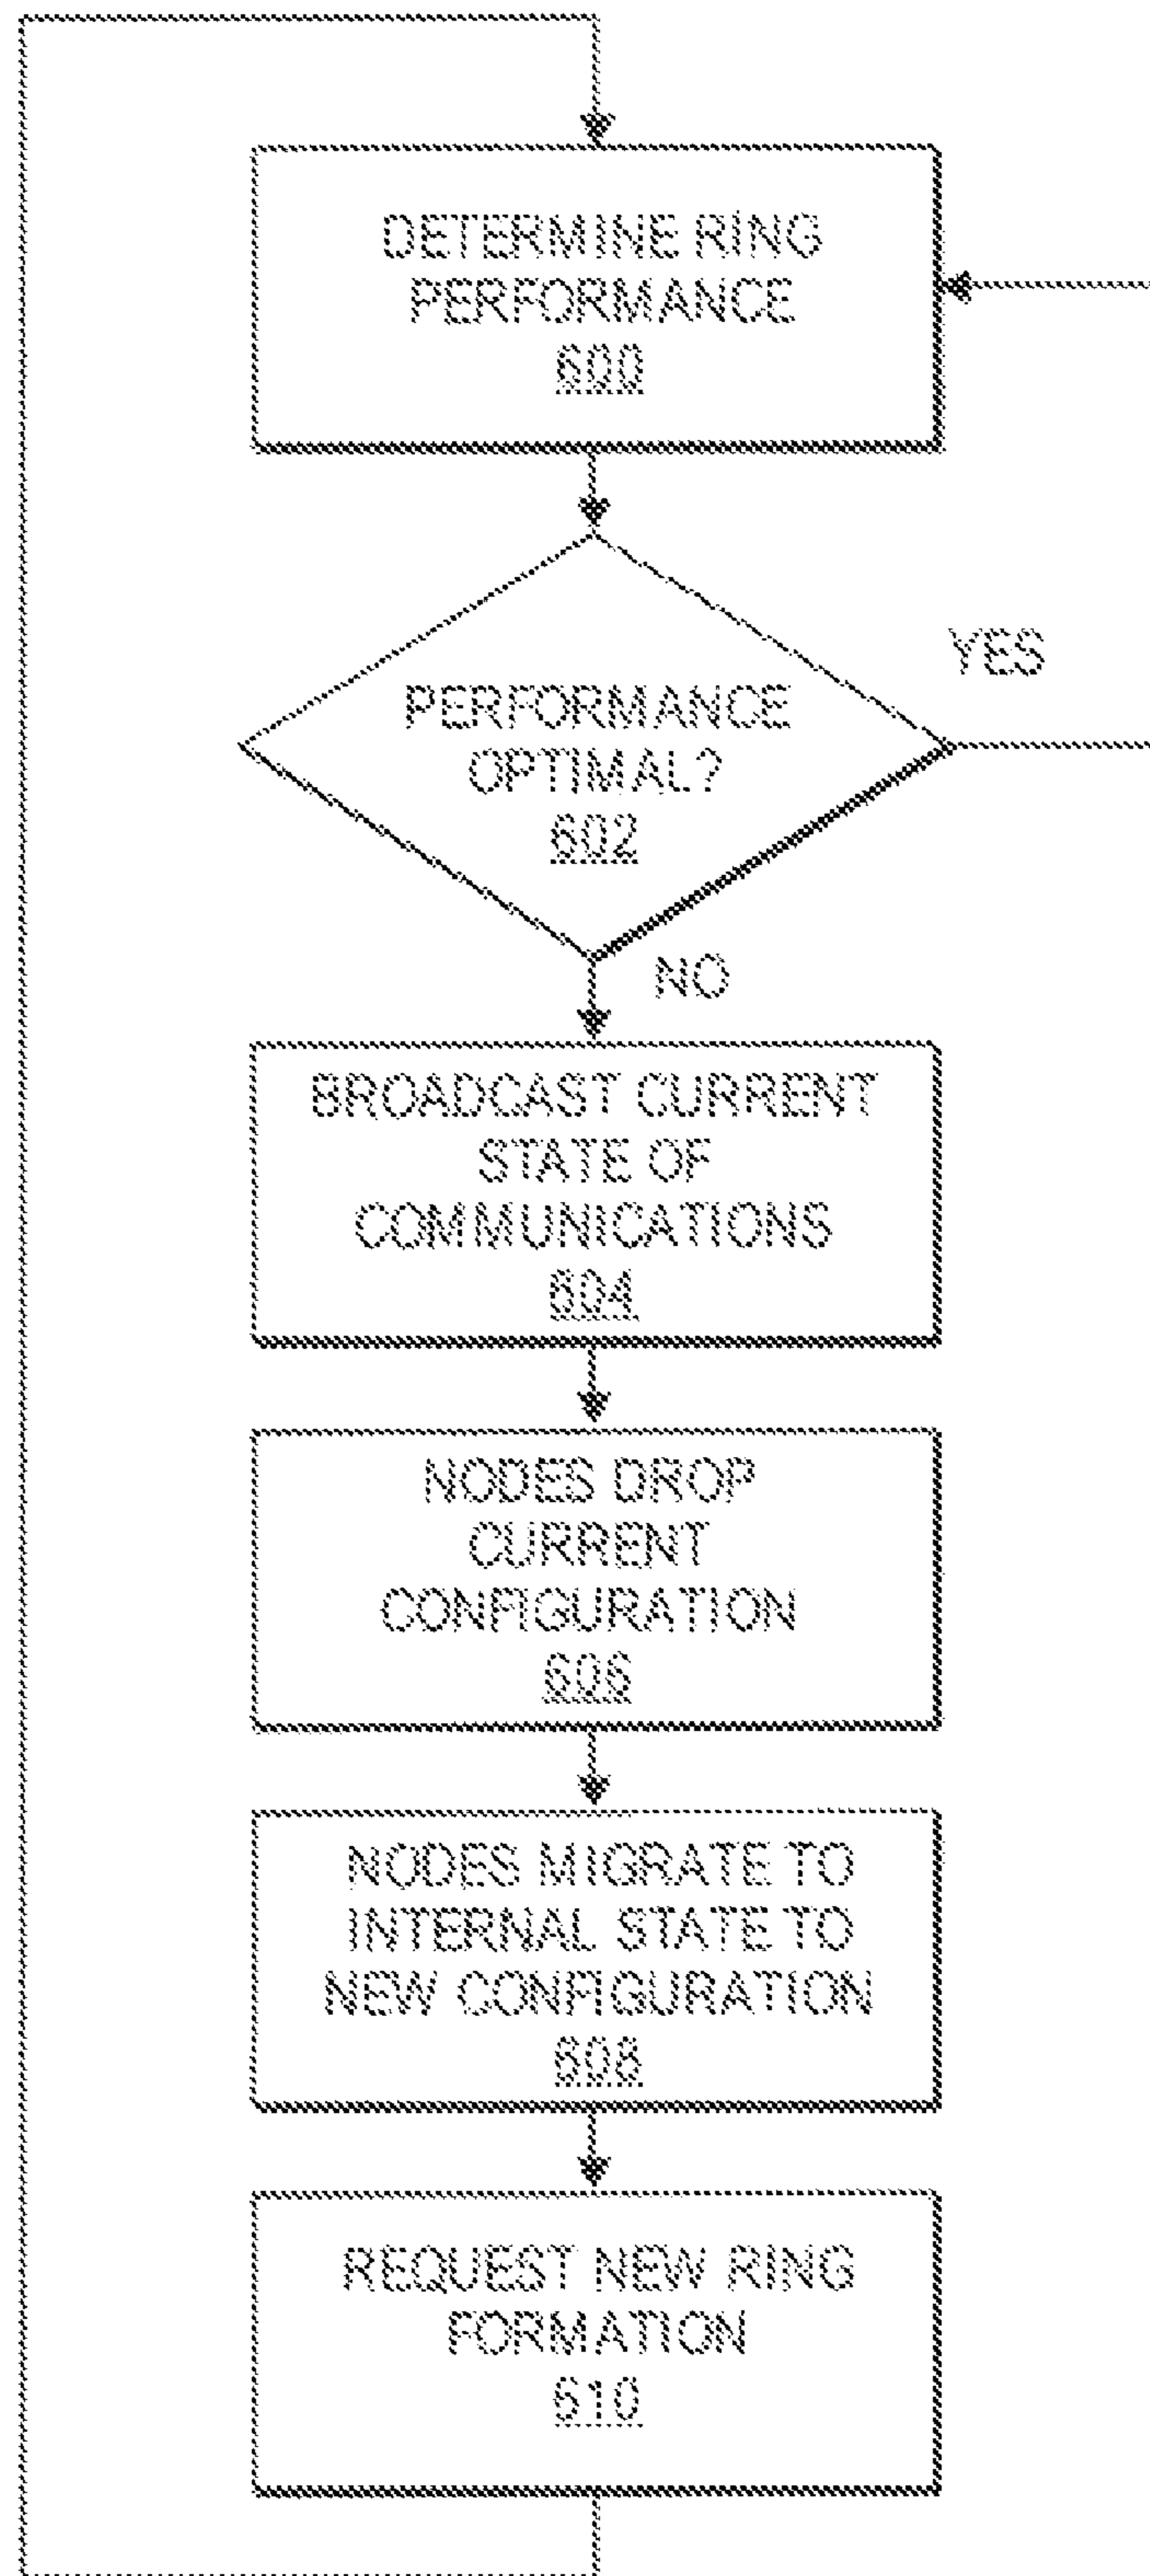 DETERMINE RING
PERFORMANCE
600
YES
PERFORMANCE
OPTIMAL?
602
NO
BROADCAST CURRENT
STATE OF
COMMUNICATIONS
604
NODES DROP
CURRENT
CONFIGURATION
606
NODES MIGRATE TO
INTERNAL STATE TO
NEW CONFIGURATION
608
REQUEST NEW RING
FORMATION
610